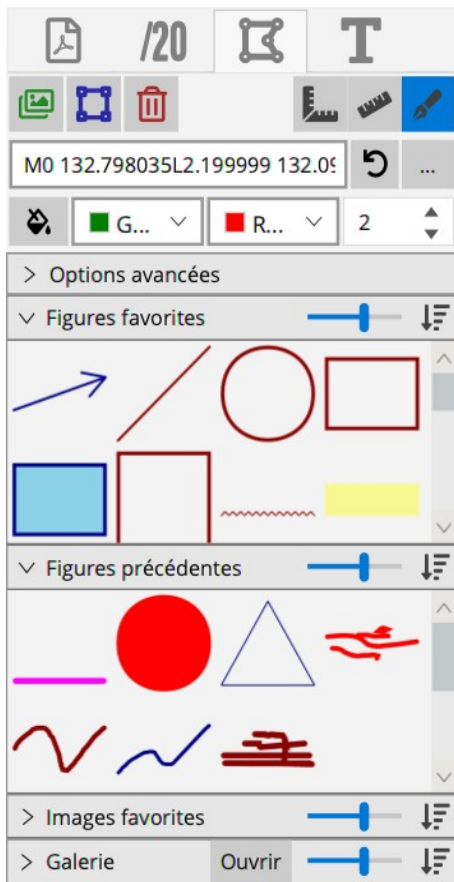 /20 T
M0 132.798035L2.199999 132.09 ...
G... R... 2
Options avancées
Figures favorites
Figures précédentes
Images favorites
Galerie Ouvrir